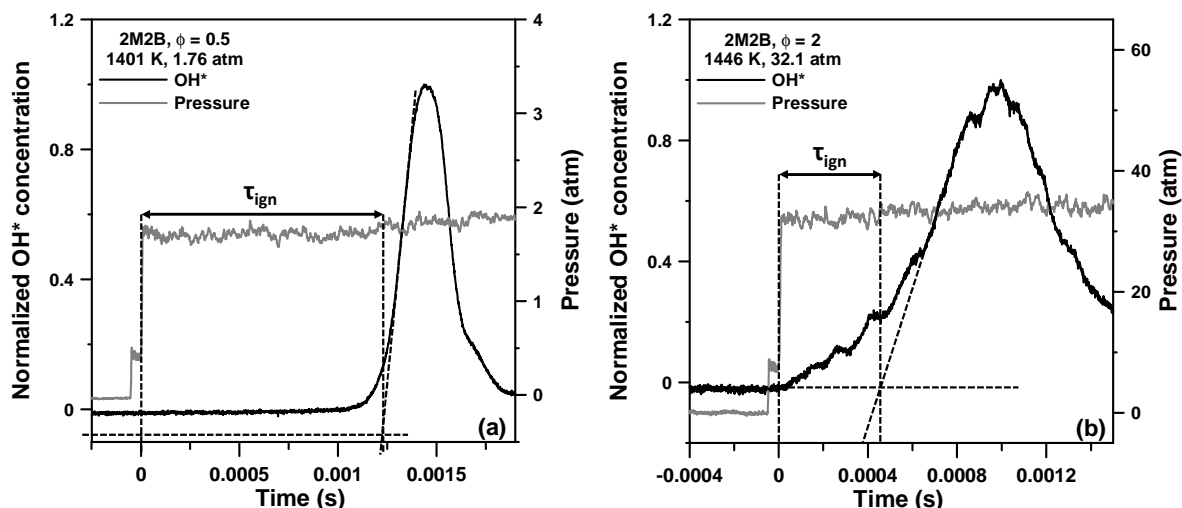 1.2
0.8
0.4
0
Normalized OH* concentration
4
3
2
1
0
Pressure (atm)
2M2B, ϕ = 0.5
1401 K, 1.76 atm
OH*
Pressure
τign
(a)
0 0.0005 0.001 0.0015
Time (s)
1.2
0.8
0.4
0
Normalized OH* concentration
60
40
20
0
Pressure (atm)
2M2B, ϕ = 2
1446 K, 32.1 atm
OH*
Pressure
τign
(b)
-0.0004 0 0.0004 0.0008 0.0012
Time (s)